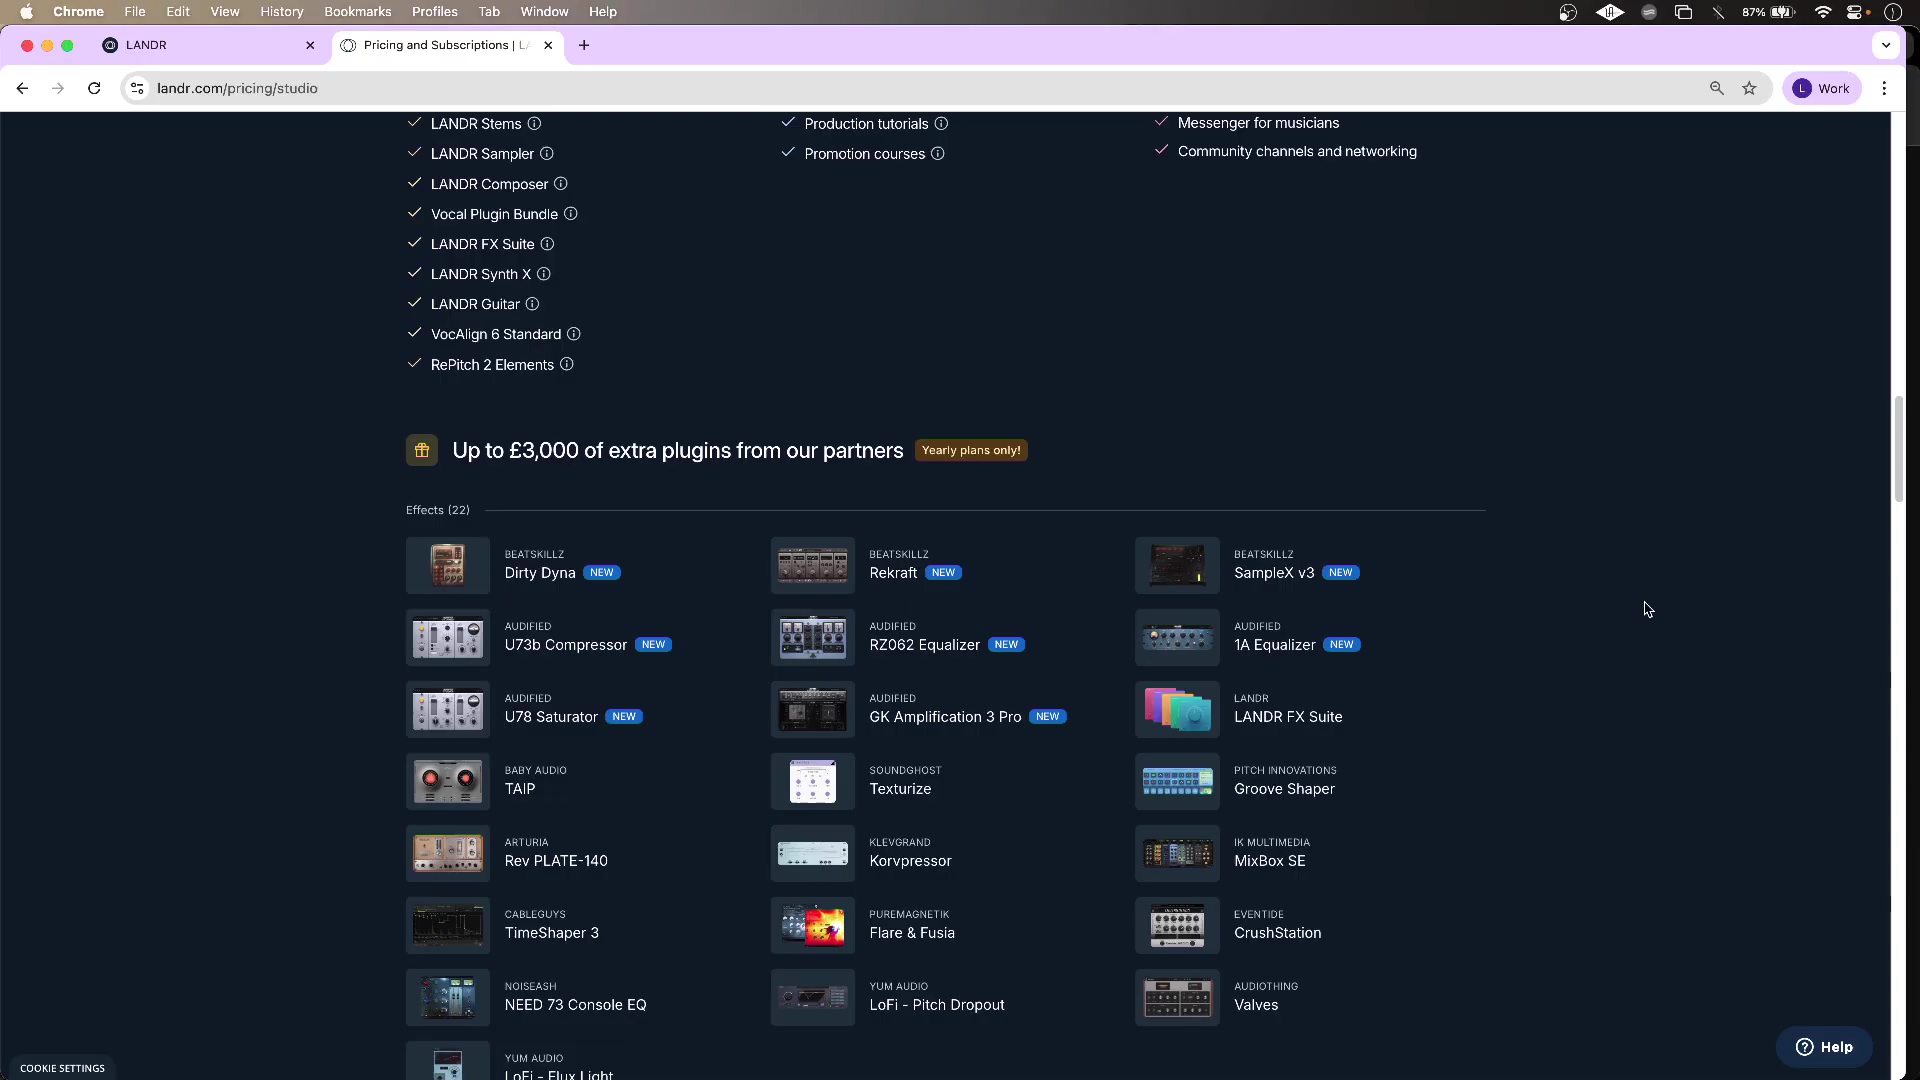 Chrome File Edit View History Bookmarks Profiles Tab Window Help 87%
LANDR Pricing and Subscriptions | LA
landr.com/pricing/studio Work
LANDR Stems
LANDR Sampler
LANDR Composer
Vocal Plugin Bundle
LANDR FX Suite
LANDR Synth X
LANDR Guitar
VocAlign 6 Standard
RePitch 2 Elements
Production tutorials
Promotion courses
Messenger for musicians
Community channels and networking
Up to £3,000 of extra plugins from our partners Yearly plans only!
Effects (22)
BEATSKILLZ
Dirty Dyna NEW
BEATSKILLZ
Rekraft NEW
BEATSKILLZ
SampleX v3 NEW
AUDIFIED
U73b Compressor NEW
AUDIFIED
RZ062 Equalizer NEW
AUDIFIED
1A Equalizer NEW
AUDIFIED
U78 Saturator NEW
AUDIFIED
GK Amplification 3 Pro NEW
LANDR
LANDR FX Suite
BABY AUDIO
TAIP
SOUNDGHOST
Texturize
PITCH INNOVATIONS
Groove Shaper
ARTURIA
Rev PLATE-140
KLEVGRAND
Korvpressor
IK MULTIMEDIA
MixBox SE
CABLEGUYS
TimeShaper 3
PUREMAGNETIK
Flare & Fusia
EVENTIDE
CrushStation
NOISEASH
NEED 73 Console EQ
YUM AUDIO
LoFi - Pitch Dropout
AUDIOTHING
Valves
YUM AUDIO
LoFi - Flux Light
COOKIE SETTINGS
Help